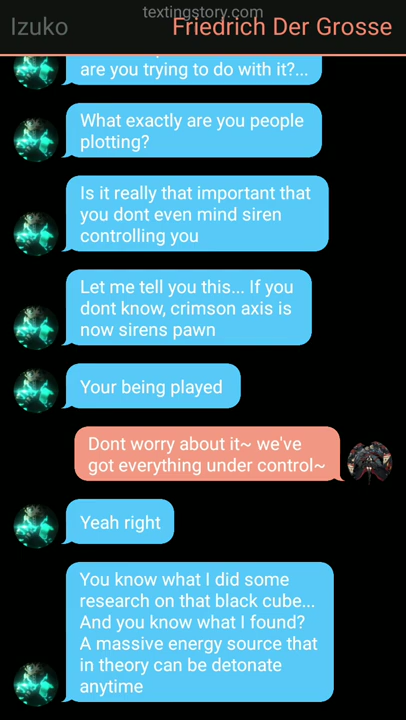 textingstory.com
Izuko
Friedrich Der Grosse
are you trying to do with it?...
What exactly are you people
plotting?
Is it really that important that
you dont even mind siren
controlling you
Let me tell you this... If you
dont know, crimson axis is
now sirens pawn
Your being played
Dont worry about it~ we've
got everything under control~
Yeah right
You know what I did some
research on that black cube...
And you know what I found?
A massive energy source that
in theory can be detonate
anytime